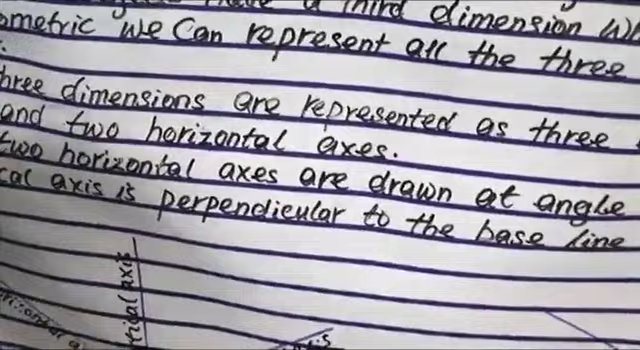 a third dimension
ometric we can represent all the three
hree dimensions are represented as three
and two horizontal axes.
two horizontal axes are drawn at angle
cal axis is perpendicular to the base line
tical axis